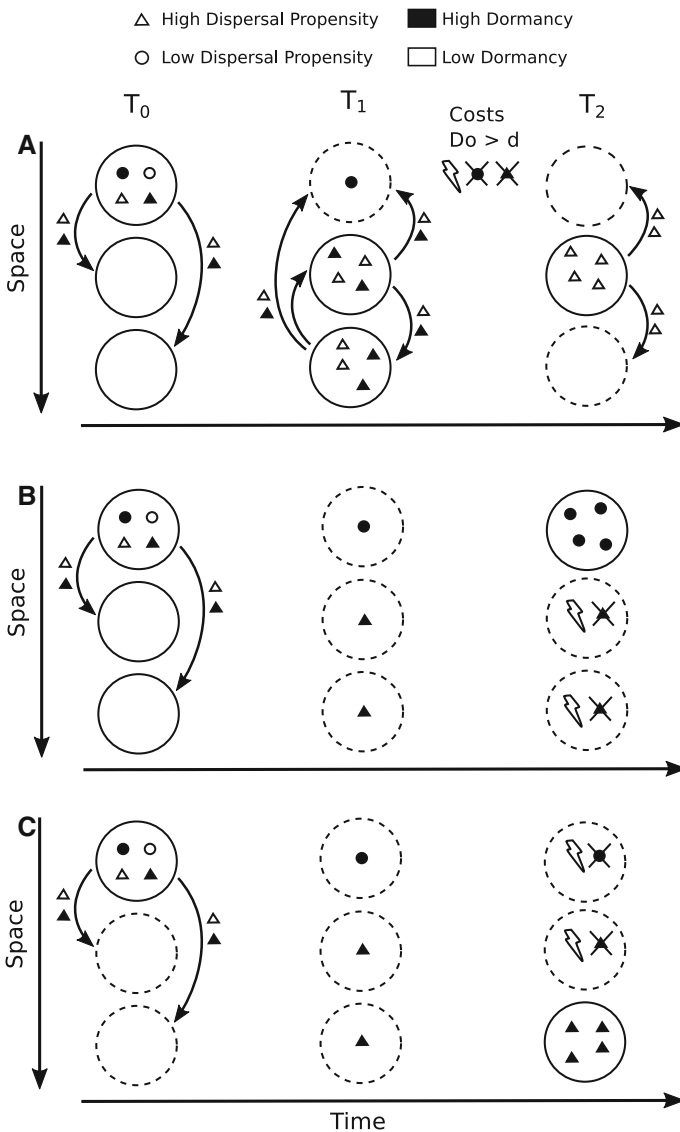 High Dispersal Propensity
High Dormancy
Low Dispersal Propensity
Low Dormancy
T0
T1
T2
Costs
Do > d
A
Space
B
Space
C
Space
Time